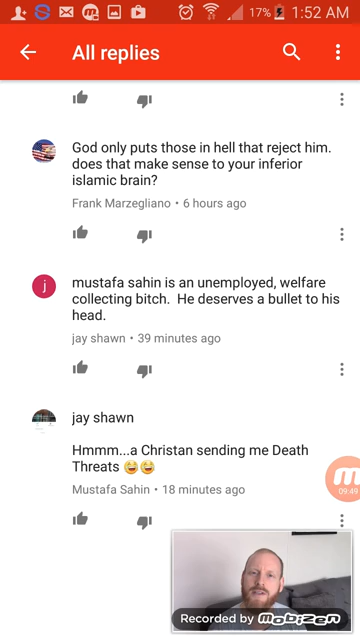 17% 1:52 AM
All replies
God only puts those in hell that reject him.
does that make sense to your inferior
islamic brain?
Frank Marzegliano • 6 hours ago
j
mustafa sahin is an unemployed, welfare
collecting bitch. He deserves a bullet to his
head.
jay shawn • 39 minutes ago
jay shawn
Hmmm...a Christan sending me Death
Threats 😂😂
Mustafa Sahin • 18 minutes ago
09:49
Recorded by mobizen